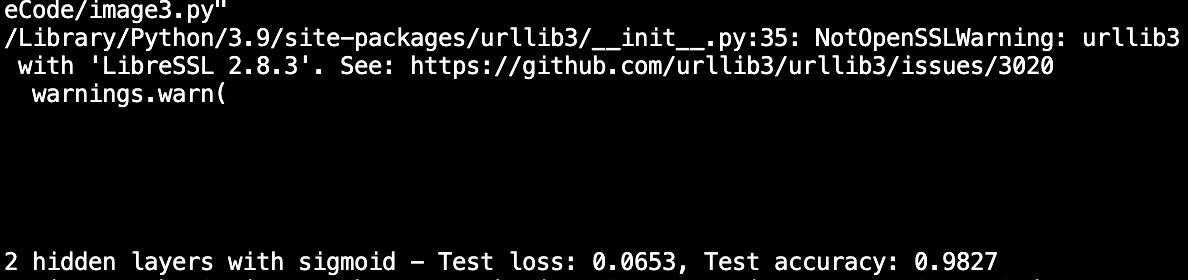 eCode/image3.py"
/Library/Python/3.9/site-packages/urllib3/__init__.py:35: NotOpenSSLWarning: urllib3
with 'LibreSSL 2.8.3'. See: https://github.com/urllib3/urllib3/issues/3020
warnings.warn(
2 hidden layers with sigmoid - Test loss: 0.0653, Test accuracy: 0.9827